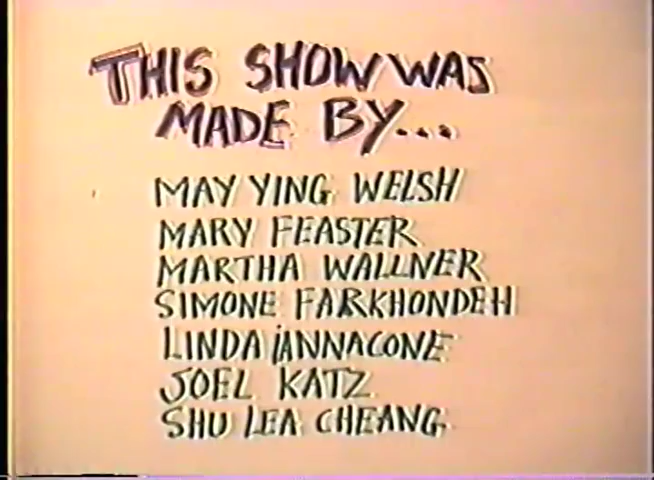 THIS SHOW WAS
MADE BY...
MAY YING WELSH
MARY FEASTER
MARTHA WALLNER
SIMONE FARKHONDEH
LINDA iANNACONE
JOEL KATZ
SHU LEA CHEANG